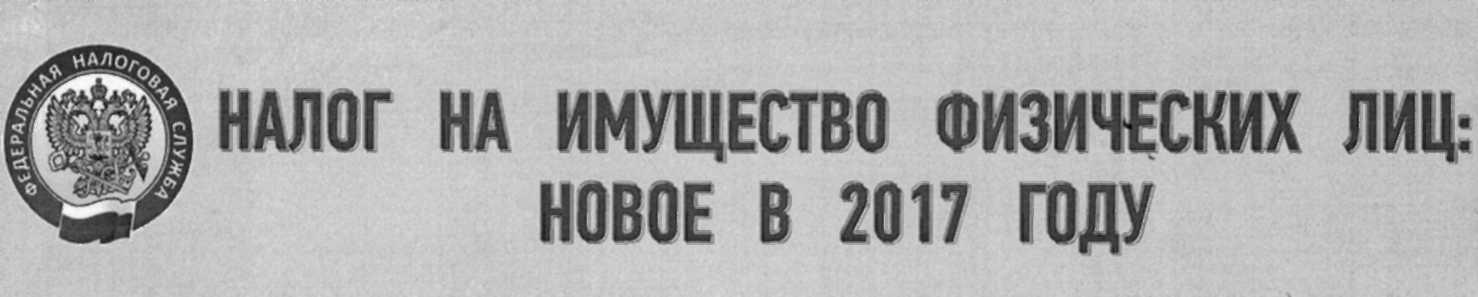 ФЕДЕРАЛЬНАЯ НАЛОГОВАЯ СЛУЖБА
НАЛОГ НА ИМУЩЕСТВО ФИЗИЧЕСКИХ ЛИЦ:
НОВОЕ В 2017 ГОДУ